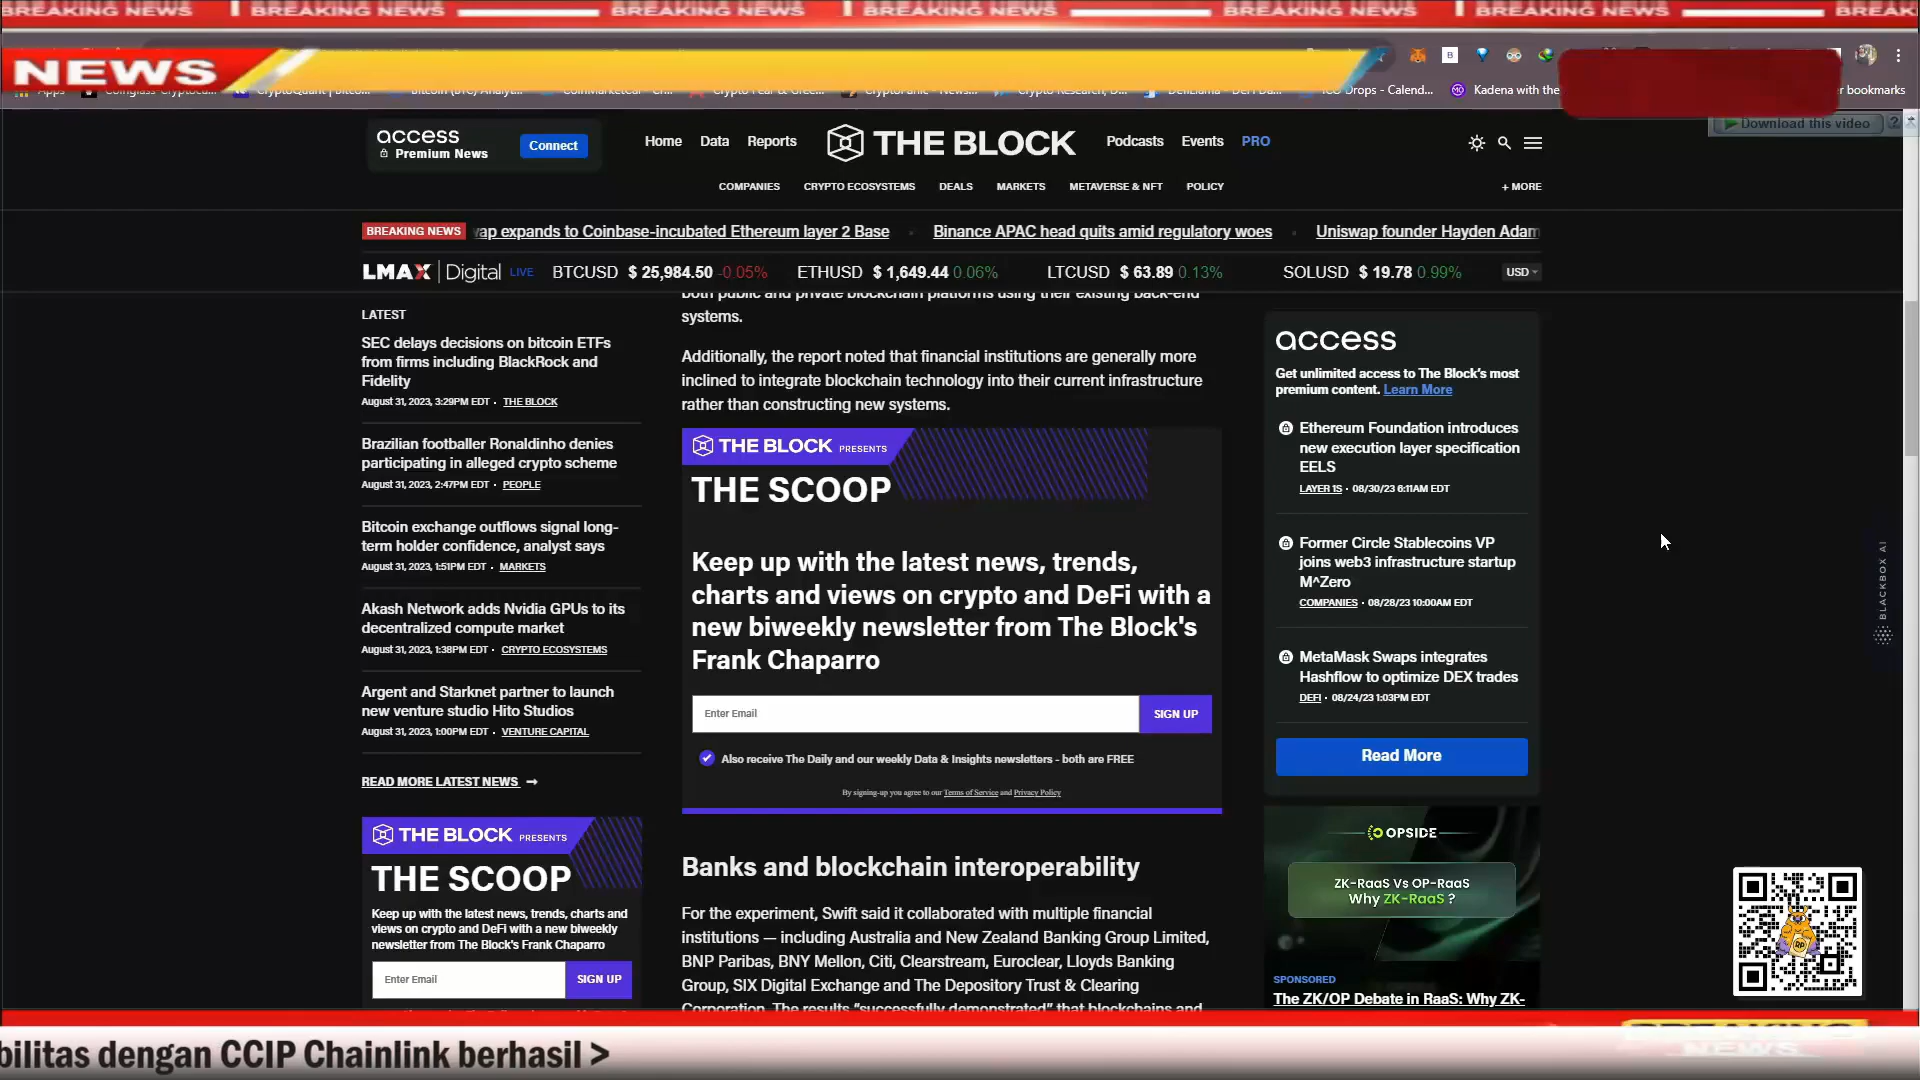 BREAKING NEWS BREAKING NEWS BREAKING NEWS BREAKING NEWS BREAKING NEWS BREAKING NEWS
NEWS
Apps
ICO Drops - Calend...
Kadena with the
bookmarks
Download this video
access
Premium News
Connect
Home
Data
Reports
THE BLOCK
Podcasts
Events
PRO
COMPANIES
CRYPTO ECOSYSTEMS
DEALS
MARKETS
METAVERSE & NFT
POLICY
+ MORE
BREAKING NEWS
ap expands to Coinbase-incubated Ethereum layer 2 Base
Binance APAC head quits amid regulatory woes
Uniswap founder Hayden Adam
LMAX Digital LIVE
BTCUSD $ 25,984.50 -0.05%
ETHUSD $ 1,649.44 0.06%
LTCUSD $ 63.89 0.13%
SOLUSD $ 19.78 0.99%
USD
LATEST
SEC delays decisions on bitcoin ETFs
from firms including BlackRock and
Fidelity
August 31, 2023, 3:29PM EDT • THE BLOCK
Brazilian footballer Ronaldinho denies
participating in alleged crypto scheme
August 31, 2023, 2:47PM EDT • PEOPLE
Bitcoin exchange outflows signal long-
term holder confidence, analyst says
August 31, 2023, 1:51PM EDT • MARKETS
Akash Network adds Nvidia GPUs to its
decentralized compute market
August 31, 2023, 1:38PM EDT • CRYPTO ECOSYSTEMS
Argent and Starknet partner to launch
new venture studio Hito Studios
August 31, 2023, 1:00PM EDT • VENTURE CAPITAL
READ MORE LATEST NEWS →
THE BLOCK PRESENTS
THE SCOOP
Keep up with the latest news, trends, charts and
views on crypto and DeFi with a new biweekly
newsletter from The Block's Frank Chaparro
Enter Email
SIGN UP
both public and private blockchain platforms using their existing back-end
systems.
Additionally, the report noted that financial institutions are generally more
inclined to integrate blockchain technology into their current infrastructure
rather than constructing new systems.
THE BLOCK PRESENTS
THE SCOOP
Keep up with the latest news, trends,
charts and views on crypto and DeFi with a
new biweekly newsletter from The Block's
Frank Chaparro
Enter Email
SIGN UP
Also receive The Daily and our weekly Data & Insights newsletters - both are FREE
By signing-up you agree to our Terms of Service and Privacy Policy
Banks and blockchain interoperability
For the experiment, Swift said it collaborated with multiple financial
institutions — including Australia and New Zealand Banking Group Limited,
BNP Paribas, BNY Mellon, Citi, Clearstream, Euroclear, Lloyds Banking
Group, SIX Digital Exchange and The Depository Trust & Clearing
Corporation. The results "successfully demonstrated" that blockchains and
access
Get unlimited access to The Block's most
premium content. Learn More
Ethereum Foundation introduces
new execution layer specification
EELS
LAYER 1S • 08/30/23 6:11AM EDT
Former Circle Stablecoins VP
joins web3 infrastructure startup
M^Zero
COMPANIES • 08/28/23 10:00AM EDT
MetaMask Swaps integrates
Hashflow to optimize DEX trades
DEFI • 08/24/23 1:03PM EDT
Read More
OPSIDE
ZK-RaaS Vs OP-RaaS
Why ZK-RaaS ?
SPONSORED
The ZK/OP Debate in RaaS: Why ZK-
BLACKBOX AI
RP
BREAKING
NEWS
bilitas dengan CCIP Chainlink berhasil >